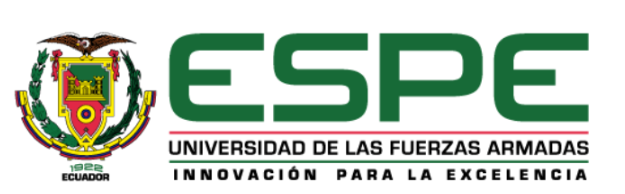 ESPE
UNIVERSIDAD DE LAS FUERZAS ARMADAS
INNOVACIÓN PARA LA EXCELENCIA
1922
ECUADOR